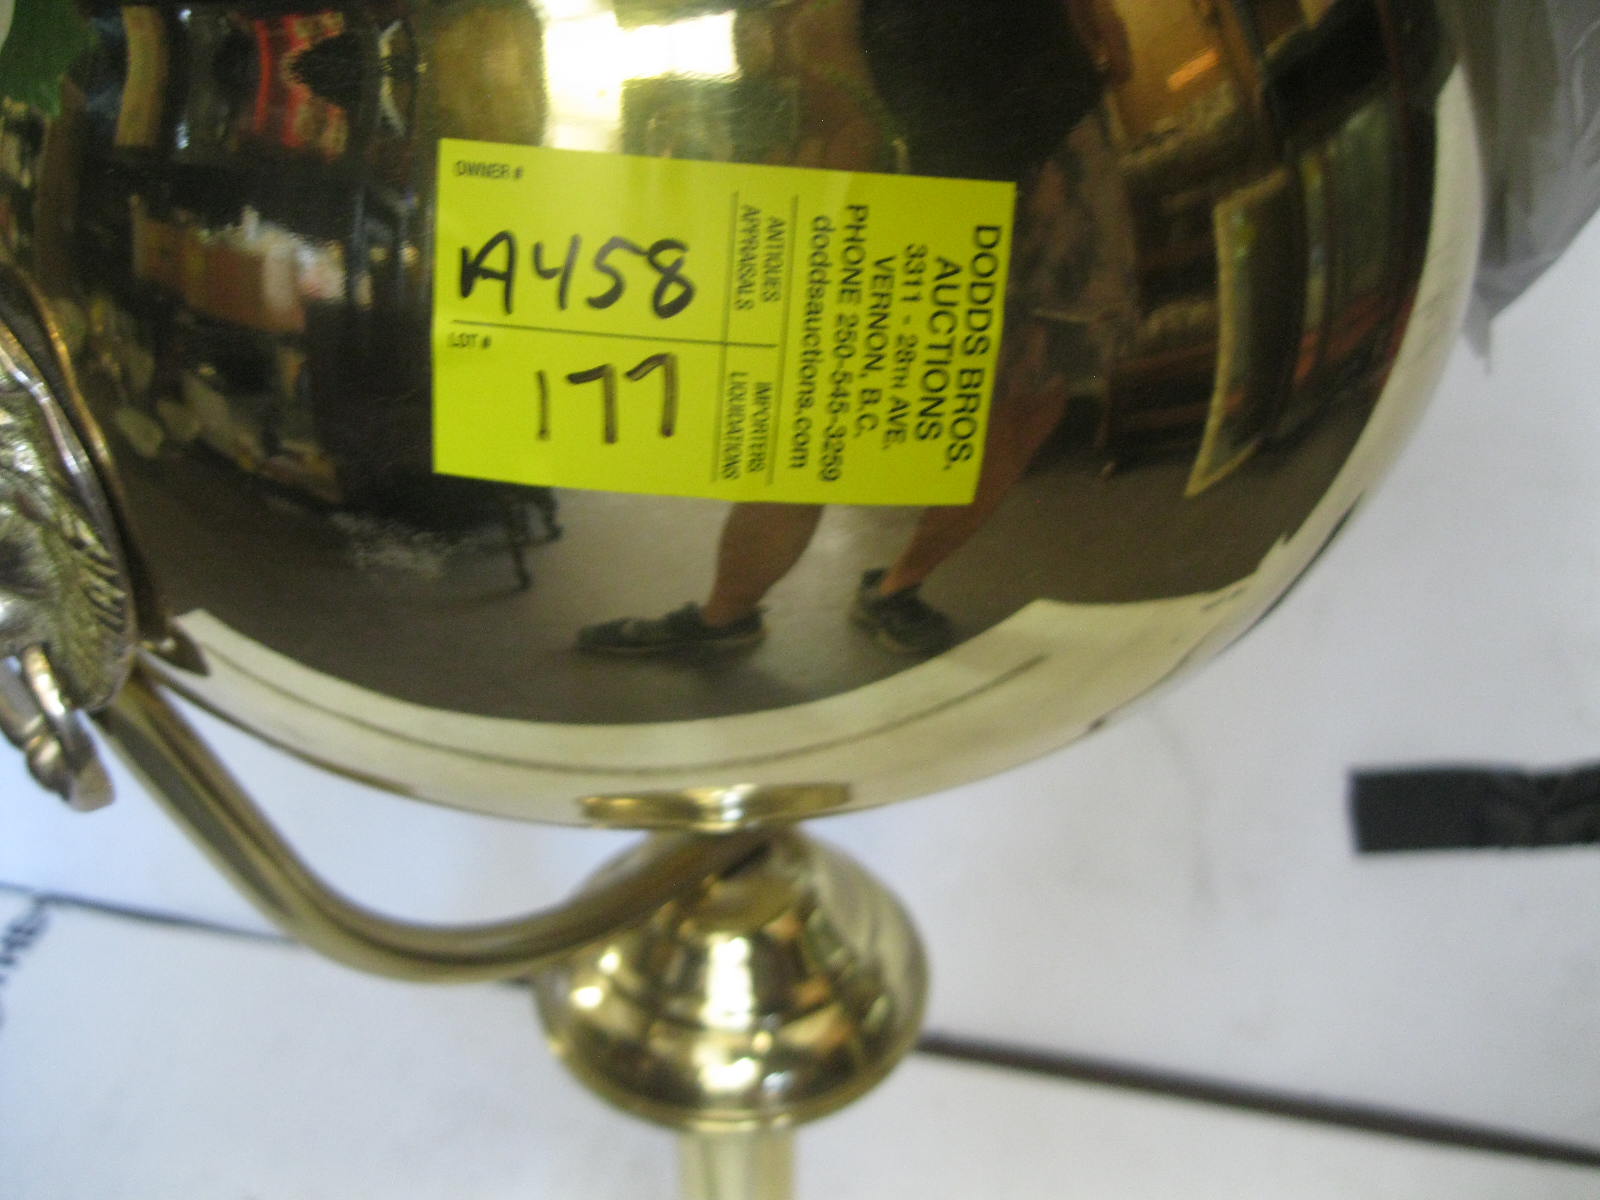 DODDS BROS.
AUCTIONS
3311 - 28TH AVE.
VERNON, B.C.
PHONE 250-545-3259
doddsauctions.com
ANTIQUES IMPORTERS
APPRAISALS LIQUIDATIONS
OWNER #
A458
LOT #
177